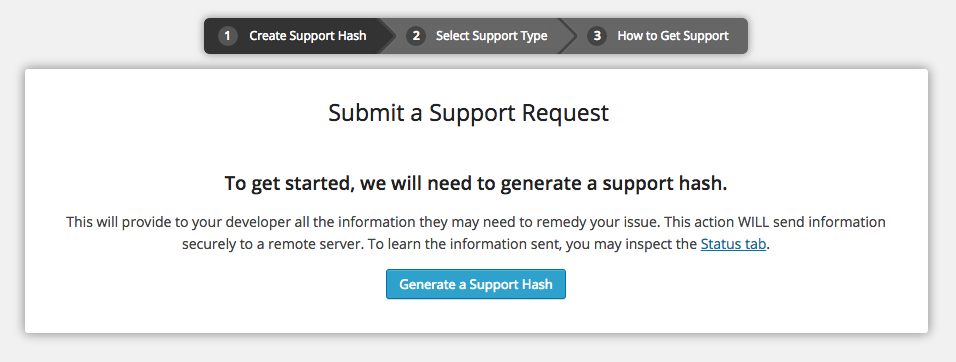 1 Create Support Hash 2 Select Support Type 3 How to Get Support
Submit a Support Request
To get started, we will need to generate a support hash.
This will provide to your developer all the information they may need to remedy your issue. This action WILL send information
securely to a remote server. To learn the information sent, you may inspect the Status tab.
Generate a Support Hash